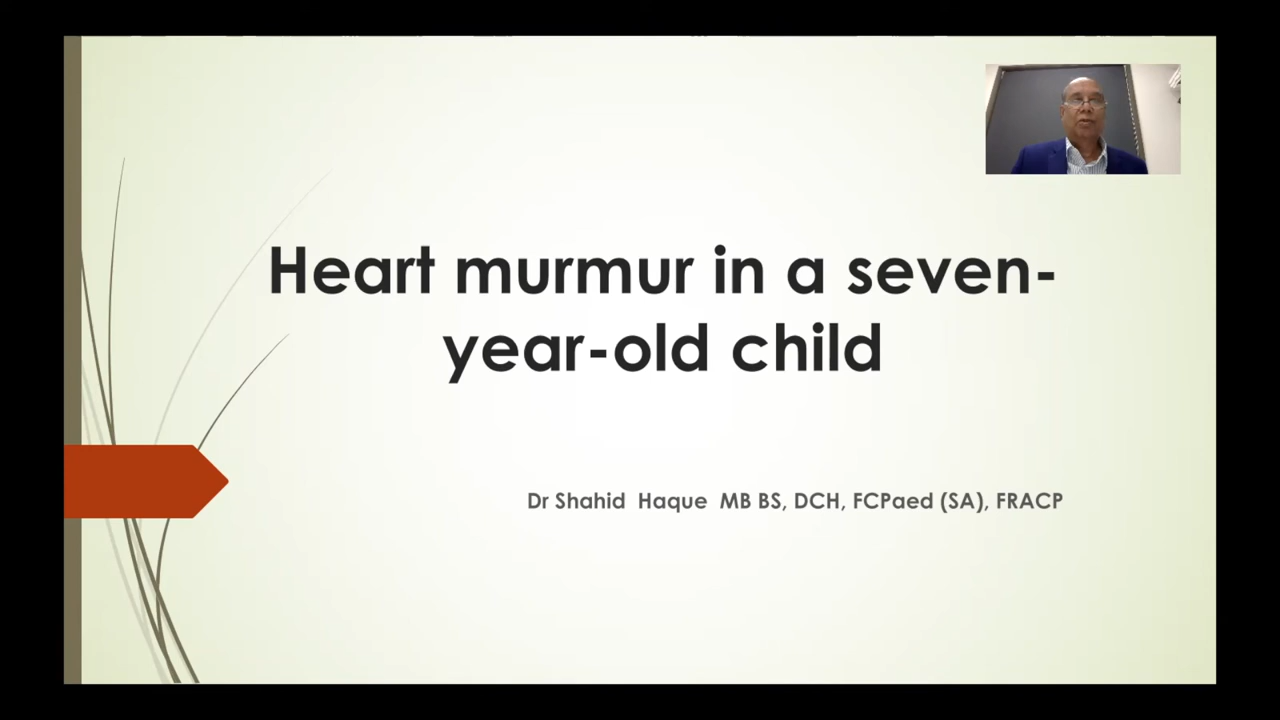 Heart murmur in a seven-
year-old child
Dr Shahid Haque MB BS, DCH, FCPaed (SA), FRACP